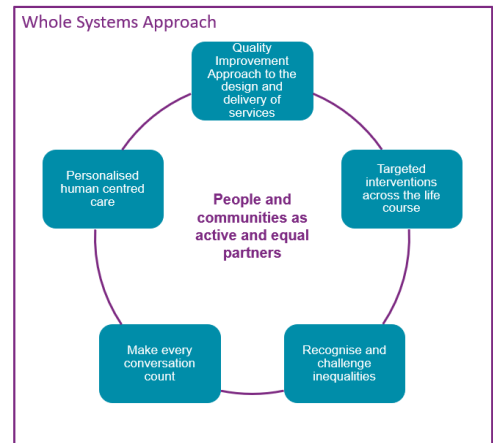 Whole Systems Approach
Quality
Improvement
Approach to the
design and
delivery of
services
Personalised
human centred
care
Targeted
interventions
across the life
course
People and
communities as
active and equal
partners
Make every
conversation
count
Recognise and
challenge
inequalities